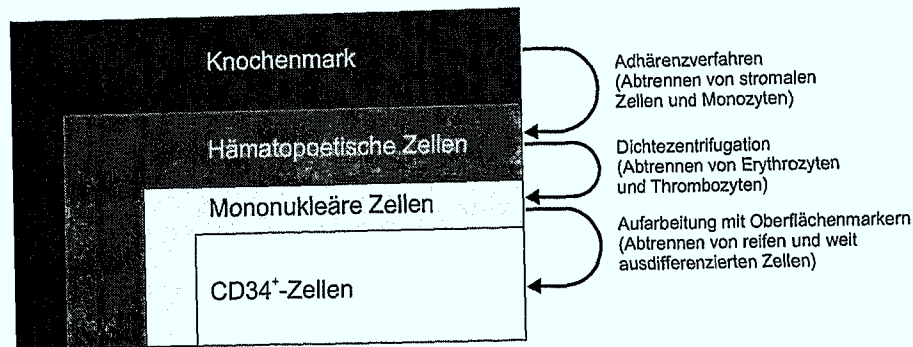 Knochenmark
Adhärenzverfahren
(Abtrennen von stromalen
Zellen und Monozyten)
Hämatopoetische Zellen
Dichtezentrifugation
(Abtrennen von Erythrozyten
und Thrombozyten)
Mononukleäre Zellen
Aufarbeitung mit Oberflächenmarkern
(Abtrennen von reifen und weit
ausdifferenzierten Zellen)
CD34⁺-Zellen